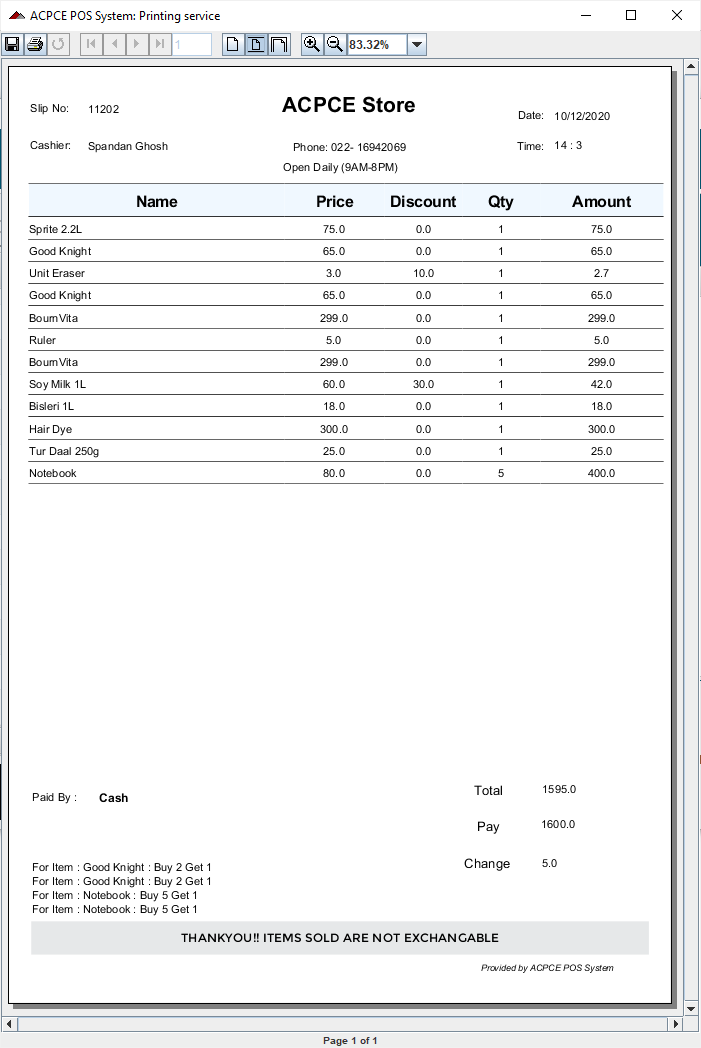 ACPCE POS System: Printing service
1
83.32%
Slip No: 11202 ACPCE Store Date: 10/12/2020
Cashier: Spandan Ghosh Phone: 022- 16942069 Time: 14 : 3
Open Daily (9AM-8PM)
Name Price Discount Qty Amount
Sprite 2.2L 75.0 0.0 1 75.0
Good Knight 65.0 0.0 1 65.0
Unit Eraser 3.0 10.0 1 2.7
Good Knight 65.0 0.0 1 65.0
BournVita 299.0 0.0 1 299.0
Ruler 5.0 0.0 1 5.0
BournVita 299.0 0.0 1 299.0
Soy Milk 1L 60.0 30.0 1 42.0
Bisleri 1L 18.0 0.0 1 18.0
Hair Dye 300.0 0.0 1 300.0
Tur Daal 250g 25.0 0.0 1 25.0
Notebook 80.0 0.0 5 400.0
Total 1595.0
Paid By : Cash
Pay 1600.0
Change 5.0
For Item : Good Knight : Buy 2 Get 1
For Item : Good Knight : Buy 2 Get 1
For Item : Notebook : Buy 5 Get 1
For Item : Notebook : Buy 5 Get 1
THANKYOU!! ITEMS SOLD ARE NOT EXCHANGABLE
Provided by ACPCE POS System
Page 1 of 1